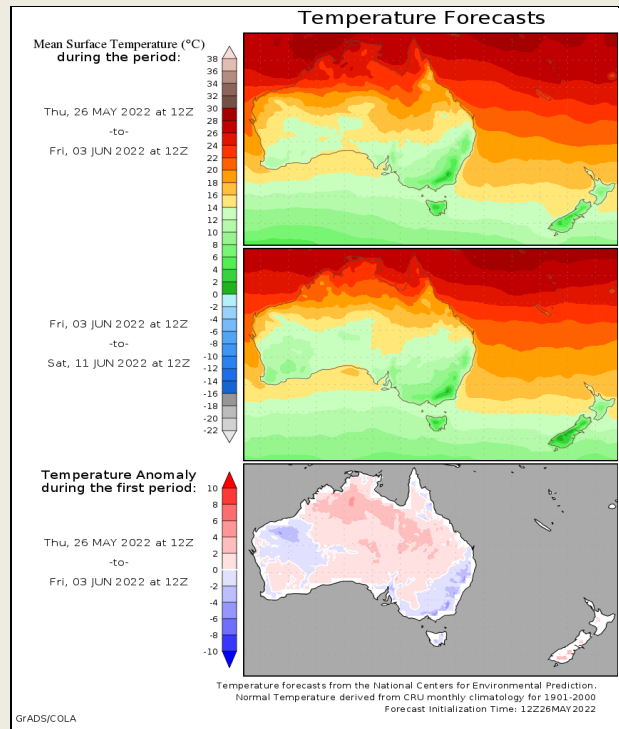 Temperature Forecasts
Mean Surface Temperature (°C)
during the period:
38
36
34
32
30
28
26
24
22
20
18
16
14
12
10
8
6
4
2
0
-2
-4
-6
-8
-10
-12
-14
-16
-18
-20
-22
Thu, 26 MAY 2022 at 12Z
-to-
Fri, 03 JUN 2022 at 12Z
Fri, 03 JUN 2022 at 12Z
-to-
Sat, 11 JUN 2022 at 12Z
Temperature Anomaly
during the first period:
10
8
6
4
2
0
-2
-4
-6
-8
-10
Thu, 26 MAY 2022 at 12Z
-to-
Fri, 03 JUN 2022 at 12Z
Temperature forecasts from the National Centers for Environmental Prediction.
Normal Temperature derived from CRU monthly climatology for 1901-2000
Forecast Initialization Time: 12Z26MAY2022
GrADS/COLA